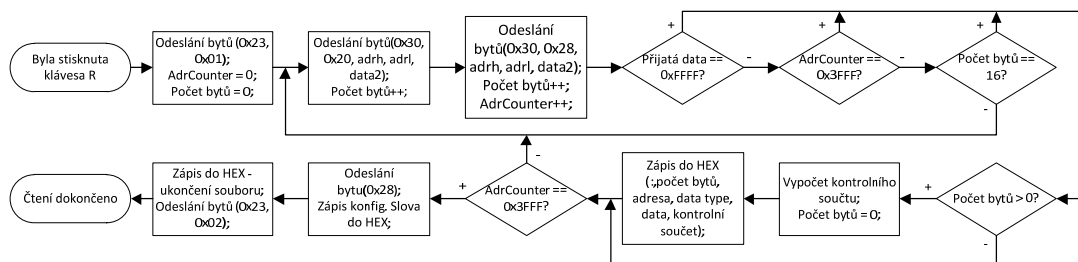 Byla stisknuta
klávesa R
Odeslání bytů (0x23,
0x01);
AdrCounter = 0;
Počet bytů = 0;
Odeslání bytů(0x30,
0x20, adrh, adrl,
data2);
Počet bytů++;
Odeslání
bytů(0x30, 0x28,
adrh, adrl, data2);
Počet bytů++;
AdrCounter++;
Přijatá data ==
0xFFFF?
+
-
AdrCounter ==
0x3FFF?
+
-
Počet bytů ==
16?
+
-
Čtení dokončeno
Zápis do HEX -
ukončení souboru;
Odeslání bytů (0x23,
0x02);
Odeslání
bytu(0x28);
Zápis konfig. Slova
do HEX;
+
-
AdrCounter ==
0x3FFF?
Zápis do HEX
(:,počet bytů,
adresa, data type,
data, kontrolní
součet);
Vypočet kontrolního
součtu;
Počet bytů = 0;
+
Počet bytů > 0?
-